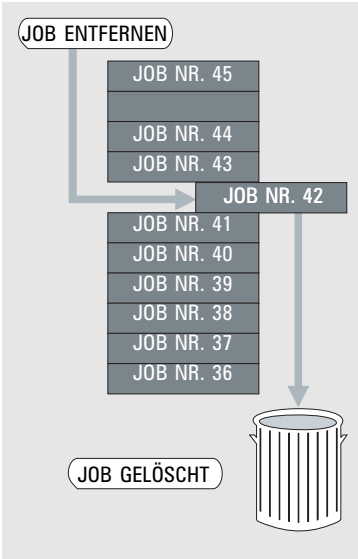 JOB ENTFERNEN
JOB NR. 45
JOB NR. 44
JOB NR. 43
JOB NR. 42
JOB NR. 41
JOB NR. 40
JOB NR. 39
JOB NR. 38
JOB NR. 37
JOB NR. 36
JOB GELÖSCHT